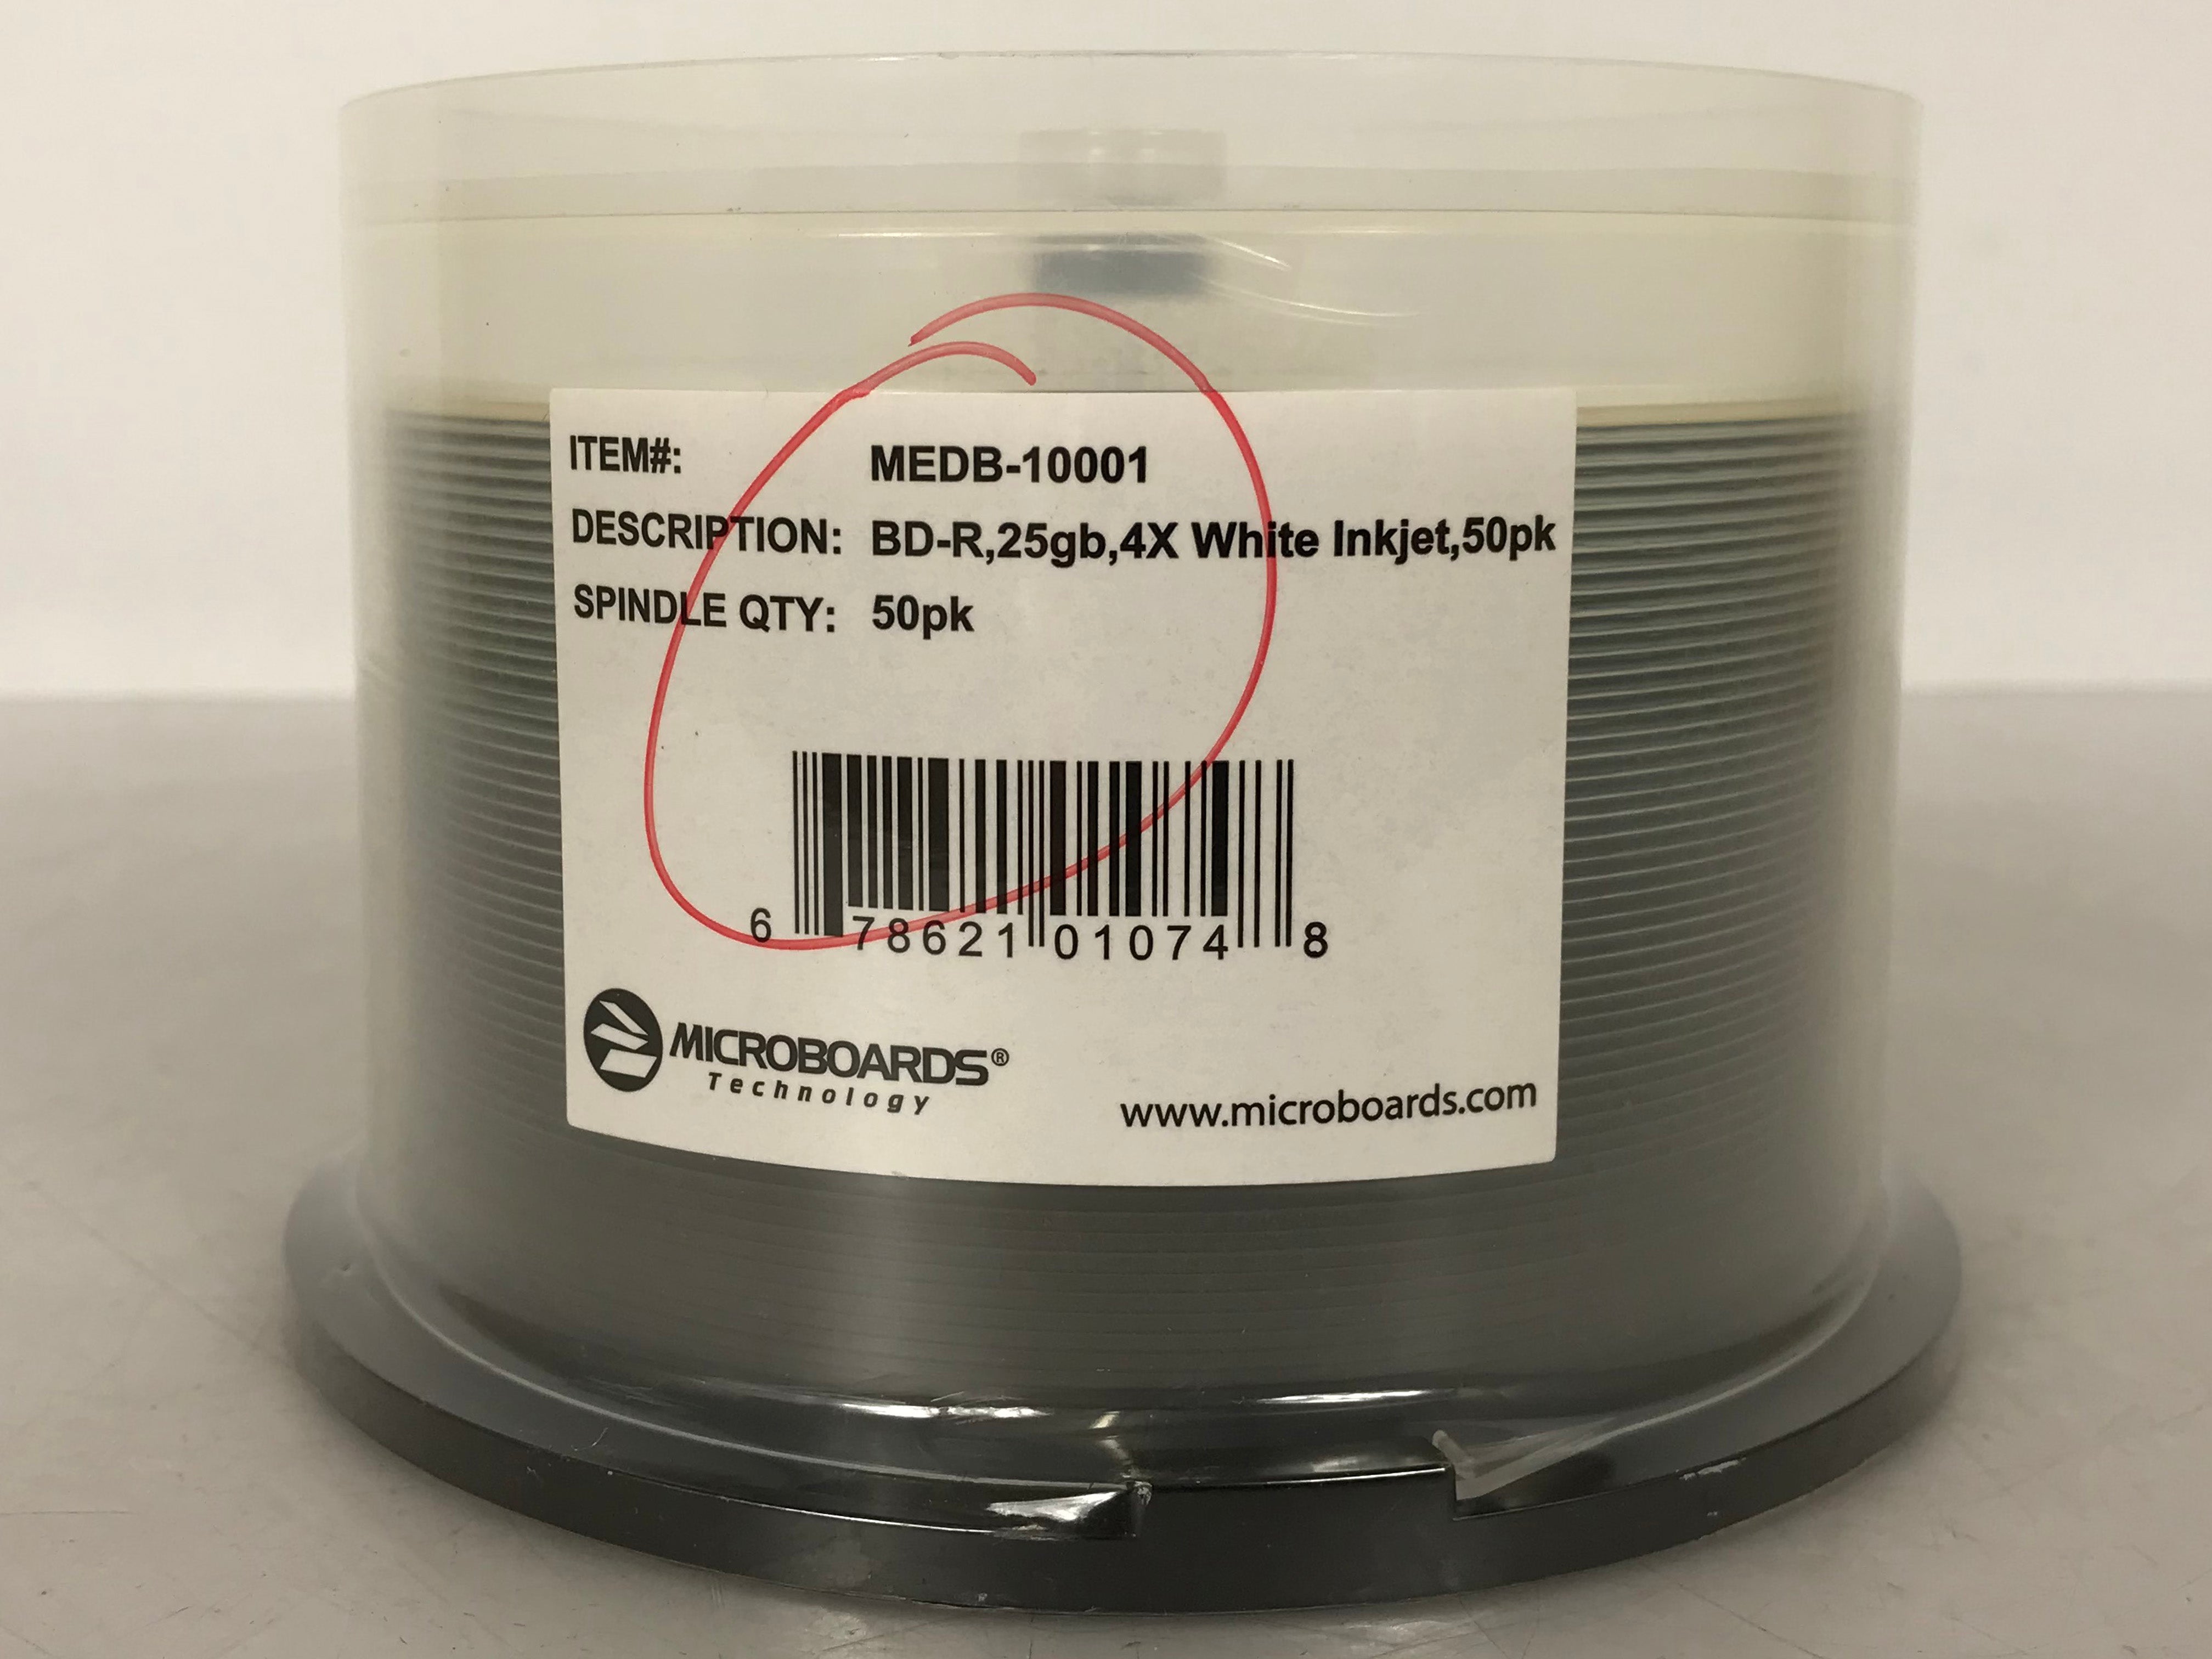 ITEM#: MEDB-10001
DESCRIPTION: BD-R,25gb,4X White Inkjet,50pk
SPINDLE QTY: 50pk
6 78621 01074 8
MICROBOARDS®
Technology
www.microboards.com